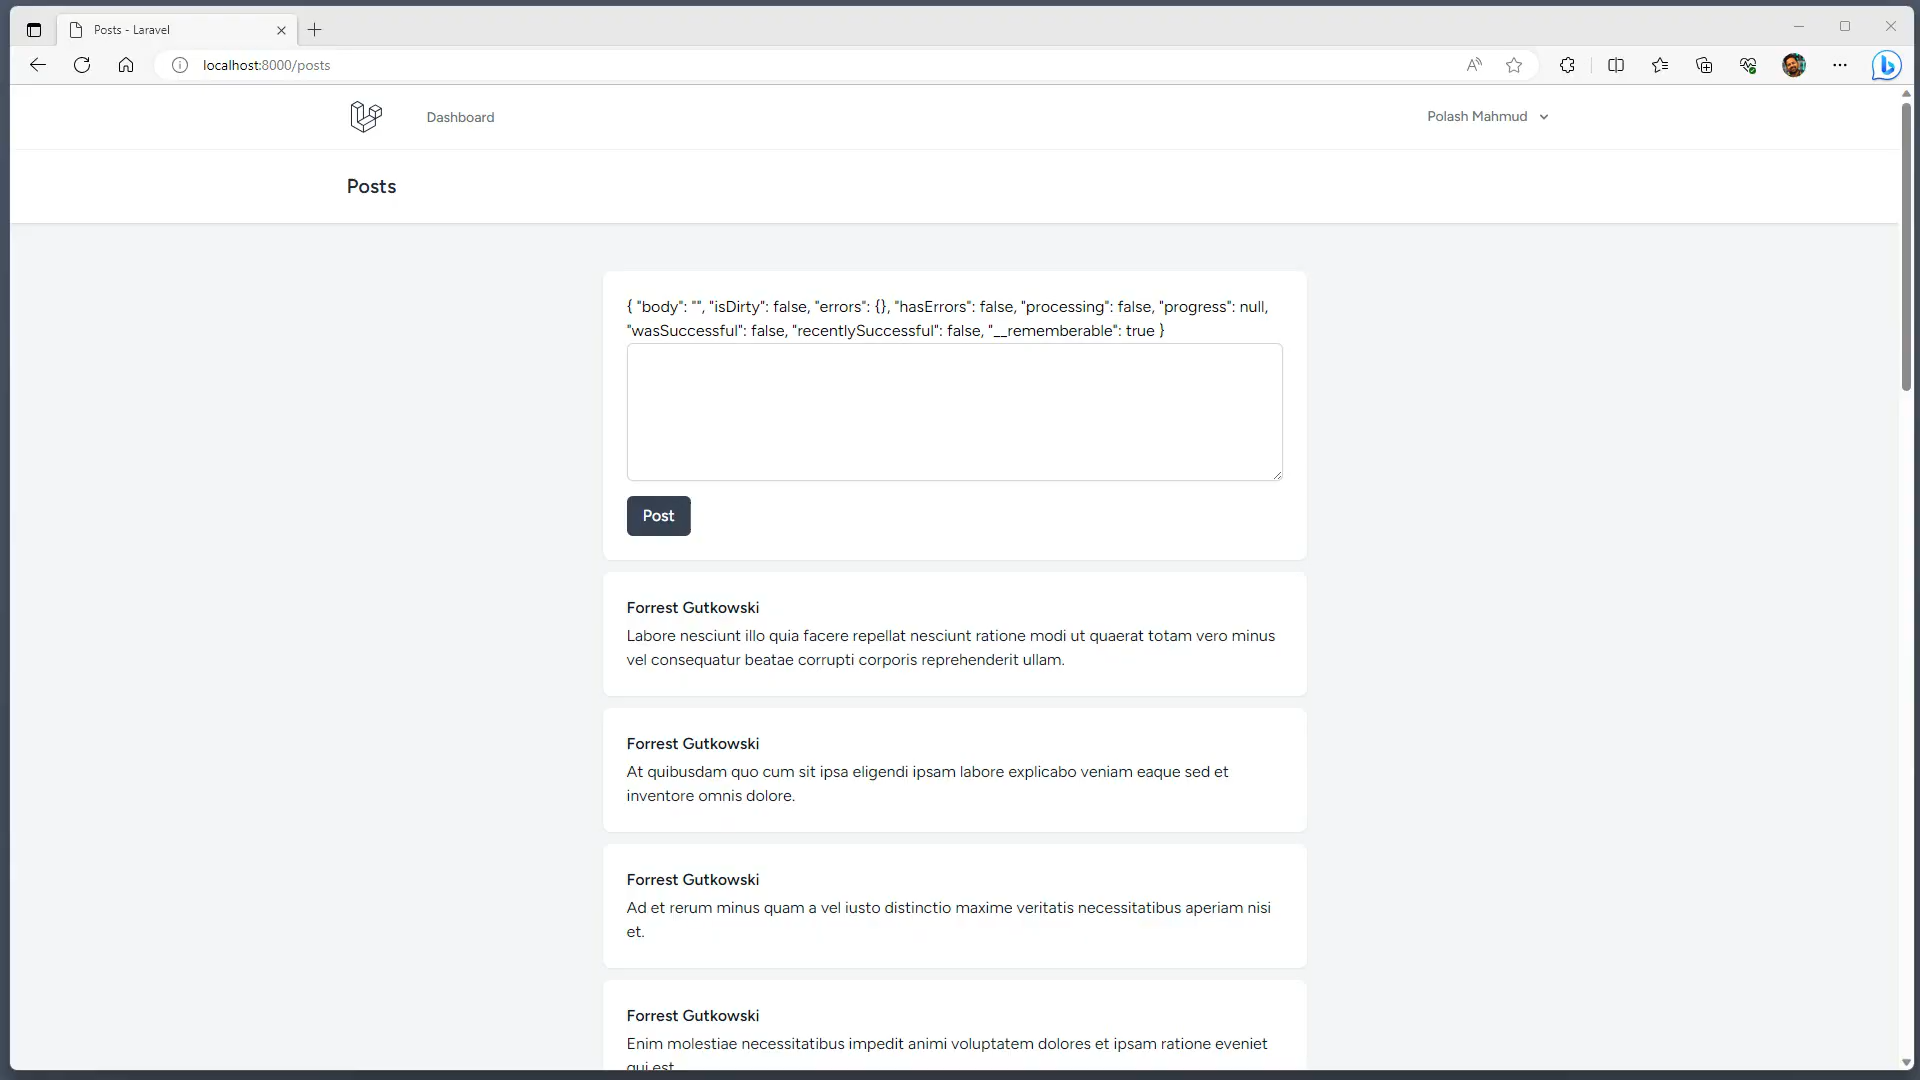 Posts - Laravel
localhost:8000/posts
Dashboard
Polash Mahmud
Posts
{ "body": "", "isDirty": false, "errors": {}, "hasErrors": false, "processing": false, "progress": null,
"wasSuccessful": false, "recentlySuccessful": false, "__rememberable": true }
Post
Forrest Gutkowski
Labore nesciunt illo quia facere repellat nesciunt ratione modi ut quaerat totam vero minus
vel consequatur beatae corrupti corporis reprehenderit ullam.
Forrest Gutkowski
At quibusdam quo cum sit ipsa eligendi ipsam labore explicabo veniam eaque sed et
inventore omnis dolore.
Forrest Gutkowski
Ad et rerum minus quam a vel iusto distinctio maxime veritatis necessitatibus aperiam nisi
et.
Forrest Gutkowski
Enim molestiae necessitatibus impedit animi voluptatem dolores et ipsam ratione eveniet
qui est